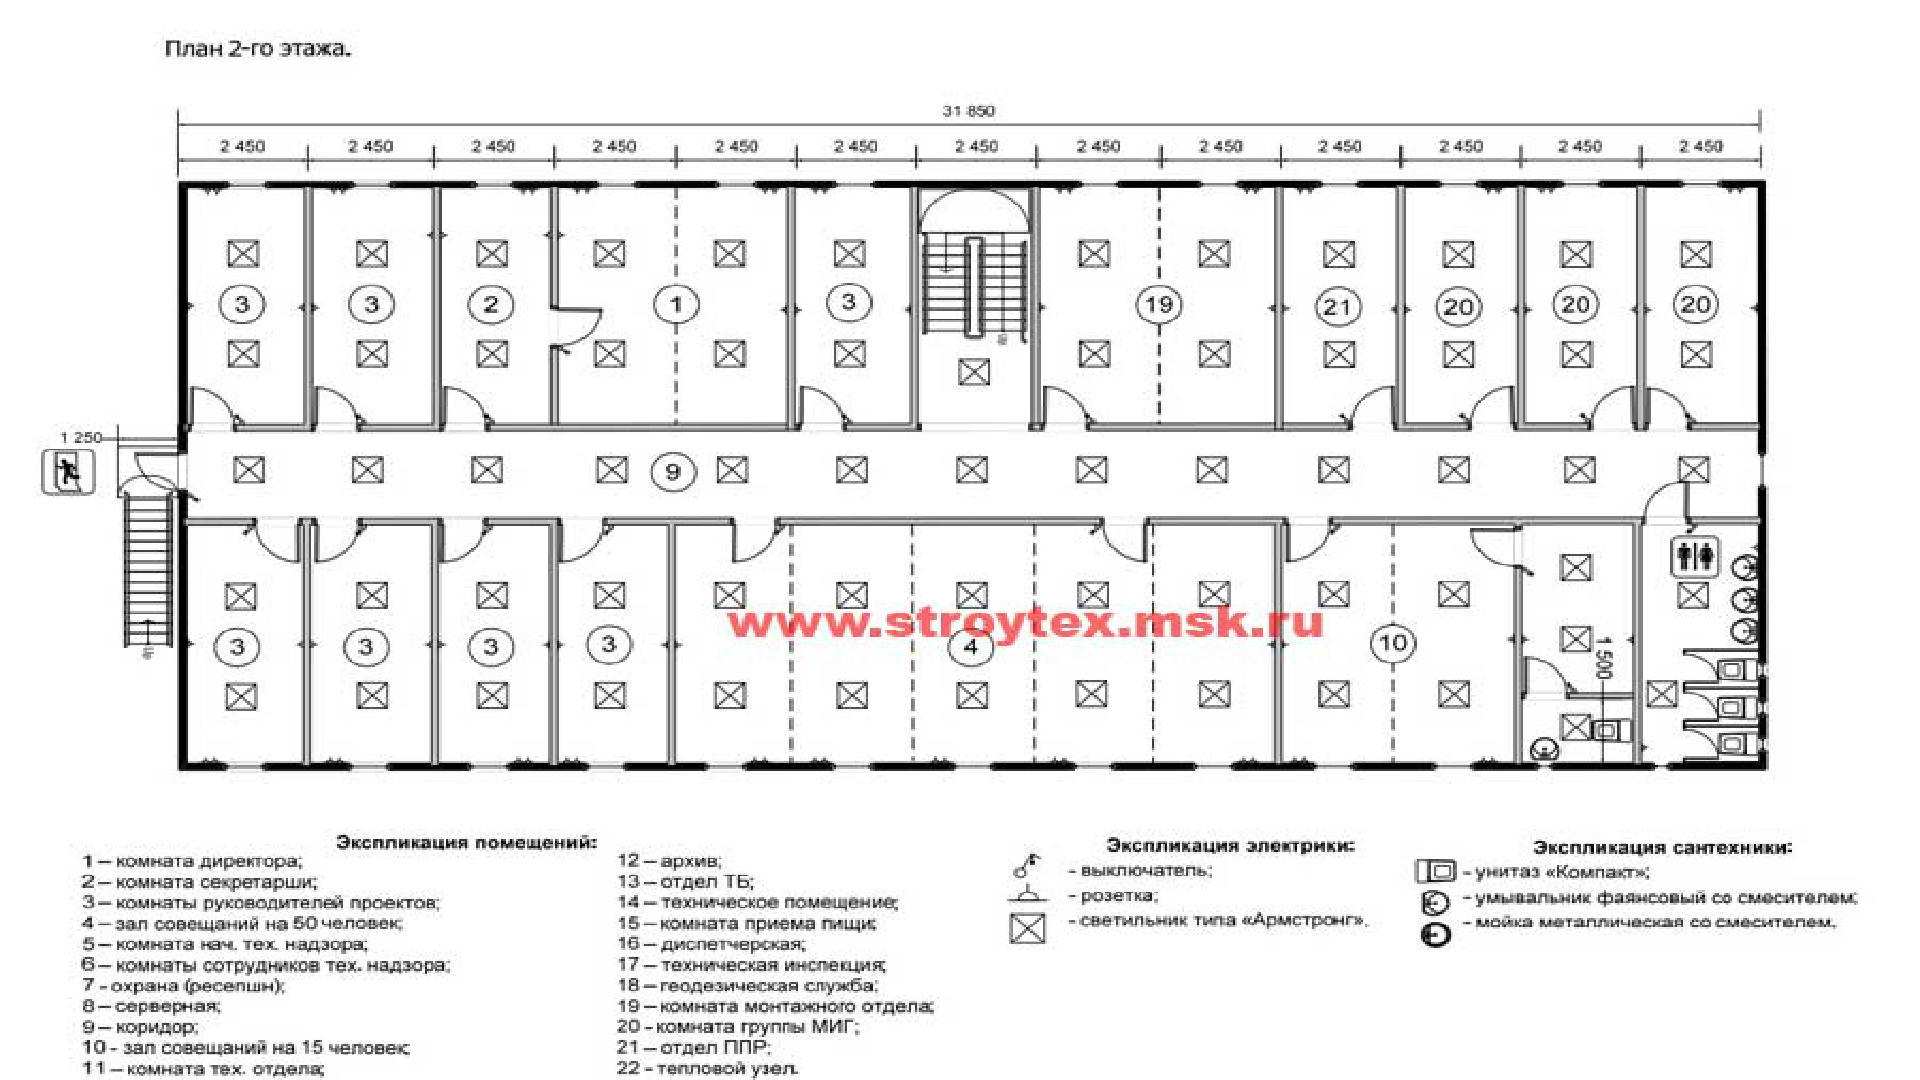 План 2-го этажа.
31 850
2 450 2 450 2 450 2 450 2 450 2 450 2 450 2 450 2 450 2 450 2 450 2 450 2 450
3 3 2 1 3 19 21 20 20 20
Up
1 250
9
www.stroytex.msk.ru
3 3 3 3 4 10
1 500
Up
Экспликация помещений:
1 – комната директора;
2 – комната секретарши;
3 – комнаты руководителей проектов;
4 – зал совещаний на 50 человек;
5 – комната нач. тех. надзора;
6 – комнаты сотрудников тех. надзора;
7 - охрана (ресепшн);
8 – серверная;
9 – коридор;
10 - зал совещаний на 15 человек;
11 – комната тех. отдела;
12 – архив;
13 – отдел ТБ;
14 – техническое помещение;
15 – комната приема пищи;
16 – диспетчерская;
17 – техническая инспекция;
18 – геодезическая служба;
19 – комната монтажного отдела;
20 - комната группы МИГ;
21 – отдел ППР;
22 - тепловой узел.
Экспликация электрики:
- выключатель;
- розетка;
- светильник типа «Армстронг».
Экспликация сантехники:
- унитаз «Компакт»;
- умывальник фаянсовый со смесителем;
- мойка металлическая со смесителем.